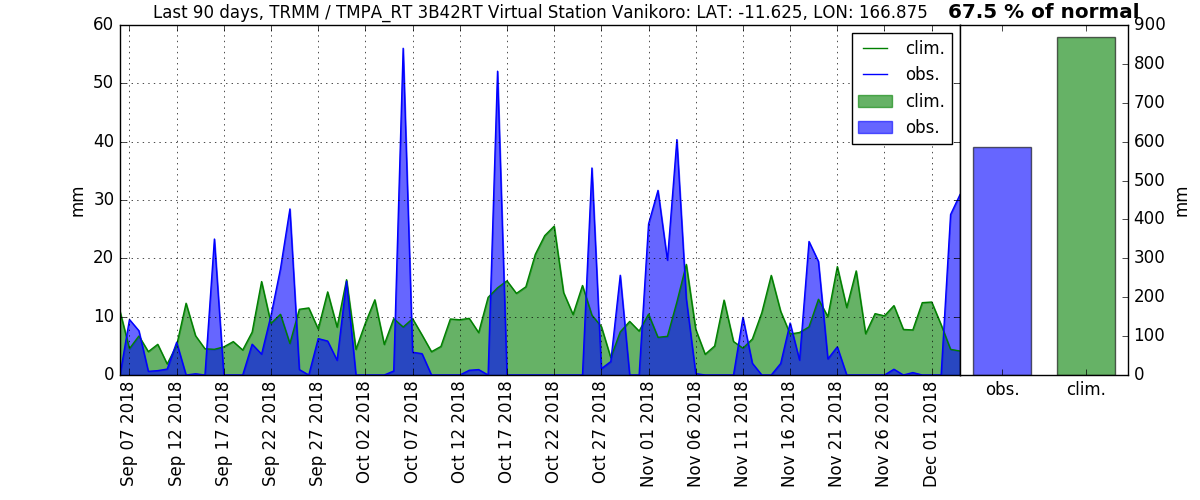 Last 90 days, TRMM / TMPA_RT 3B42RT Virtual Station Vanikoro: LAT: -11.625, LON: 166.875
67.5 % of normal
mm
60
50
40
30
20
10
0
clim.
obs.
clim.
obs.
Sep 07 2018
Sep 12 2018
Sep 17 2018
Sep 22 2018
Sep 27 2018
Oct 02 2018
Oct 07 2018
Oct 12 2018
Oct 17 2018
Oct 22 2018
Oct 27 2018
Nov 01 2018
Nov 06 2018
Nov 11 2018
Nov 16 2018
Nov 21 2018
Nov 26 2018
Dec 01 2018
obs.
clim.
900
800
700
600
500
400
300
200
100
0
mm